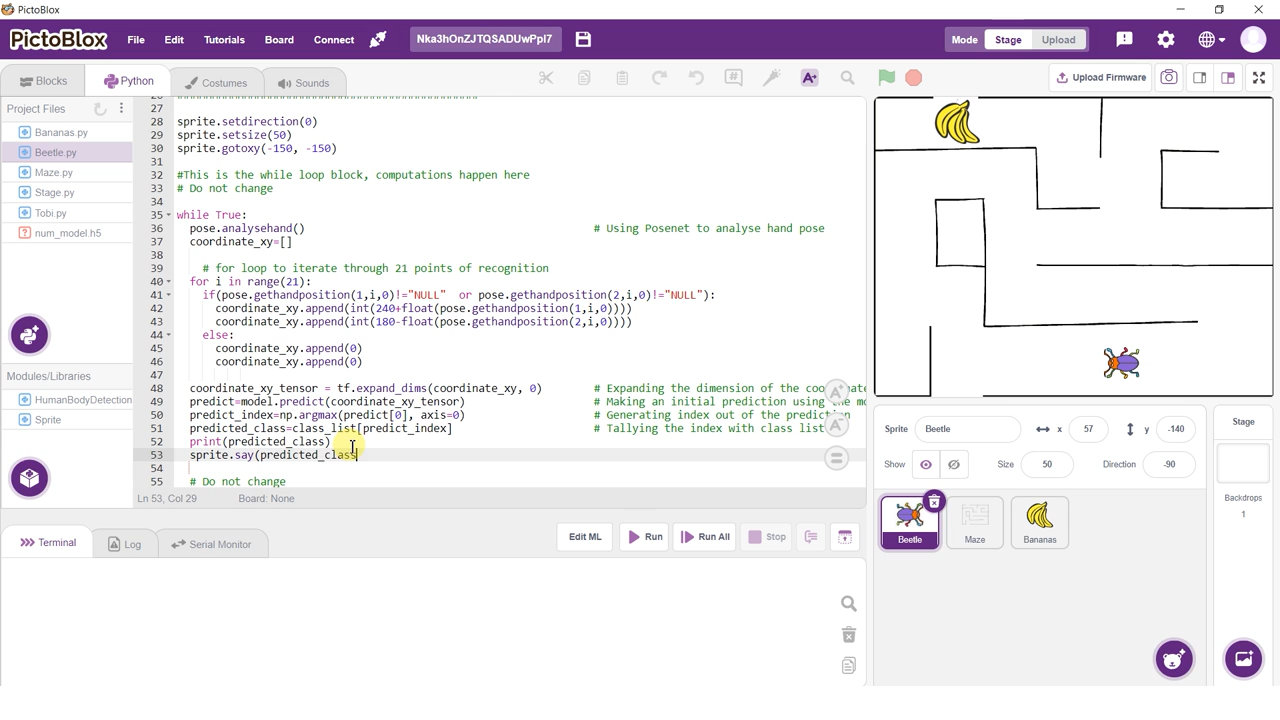 PictoBlox
PictoBlox File Edit Tutorials Board Connect Nka3hOnZJTQSADUwPpI7 Mode Stage Upload
Blocks Python Costumes Sounds Upload Firmware
Project Files
Bananas.py
Beetle.py
Maze.py
Stage.py
Tobi.py
num_model.h5
Modules/Libraries
HumanBodyDetection
Sprite
27
28 sprite.setdirection(0)
29 sprite.setsize(50)
30 sprite.gotoxy(-150, -150)
31
32 #This is the while loop block, computations happen here
33 # Do not change
34
35 while True:
36 pose.analysehand() # Using Posenet to analyse hand pose
37 coordinate_xy=[]
38
39 # for loop to iterate through 21 points of recognition
40 for i in range(21):
41 if(pose.gethandposition(1,i,0)!="NULL" or pose.gethandposition(2,i,0)!="NULL"):
42 coordinate_xy.append(int(240+float(pose.gethandposition(1,i,0))))
43 coordinate_xy.append(int(180-float(pose.gethandposition(2,i,0))))
44 else:
45 coordinate_xy.append(0)
46 coordinate_xy.append(0)
47
48 coordinate_xy_tensor = tf.expand_dims(coordinate_xy, 0) # Expanding the dimension of the
49 predict=model.predict(coordinate_xy_tensor) # Making an initial prediction using
50 predict_index=np.argmax(predict[0], axis=0) # Generating index out of the
51 predicted_class=class_list[predict_index] # Tallying the index with class list
52 print(predicted_class)
53 sprite.say(predicted_class
54
55 # Do not change
Ln 53, Col 29 Board: None
Terminal Log Serial Monitor Edit ML Run Run All Stop
Sprite Beetle x 57 y -140
Show Size 50 Direction -90
Beetle Maze Bananas
Stage
Backdrops
1